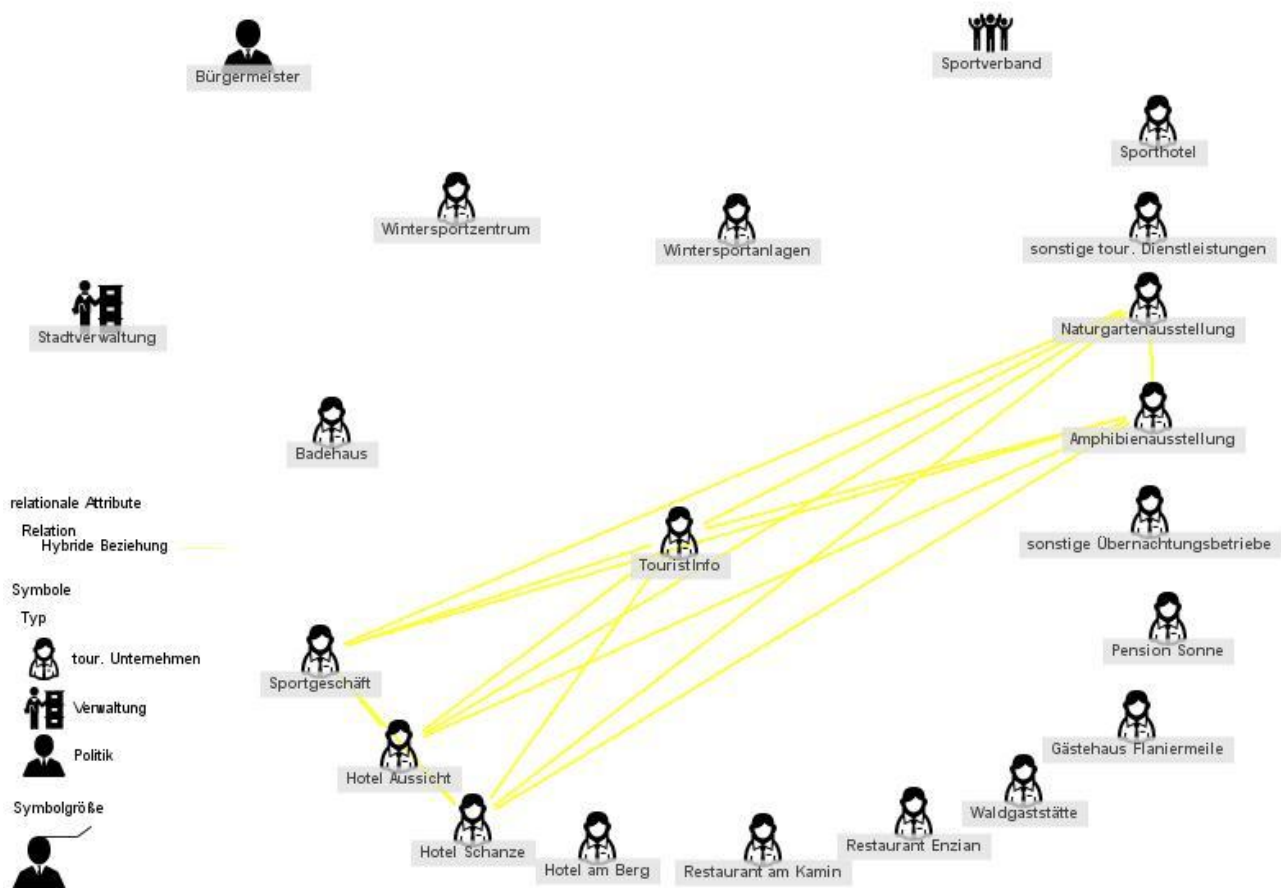 Bürgermeister
Sportverband
Sporthotel
Wintersportzentrum
Wintersportanlagen
sonstige tour. Dienstleistungen
Naturgartenausstellung
Stadtverwaltung
Amphibienausstellung
Badehaus
relationale Attribute
Relation
Hybride Beziehung
sonstige Übernachtungsbetriebe
TouristInfo
Symbole
Typ
tour. Unternehmen
Verwaltung
Politik
Symbolgröße
Pension Sonne
Sportgeschäft
Gästehaus Flaniermeile
Hotel Aussicht
Waldgaststätte
Restaurant Enzian
Hotel Schanze
Hotel am Berg
Restaurant am Kamin